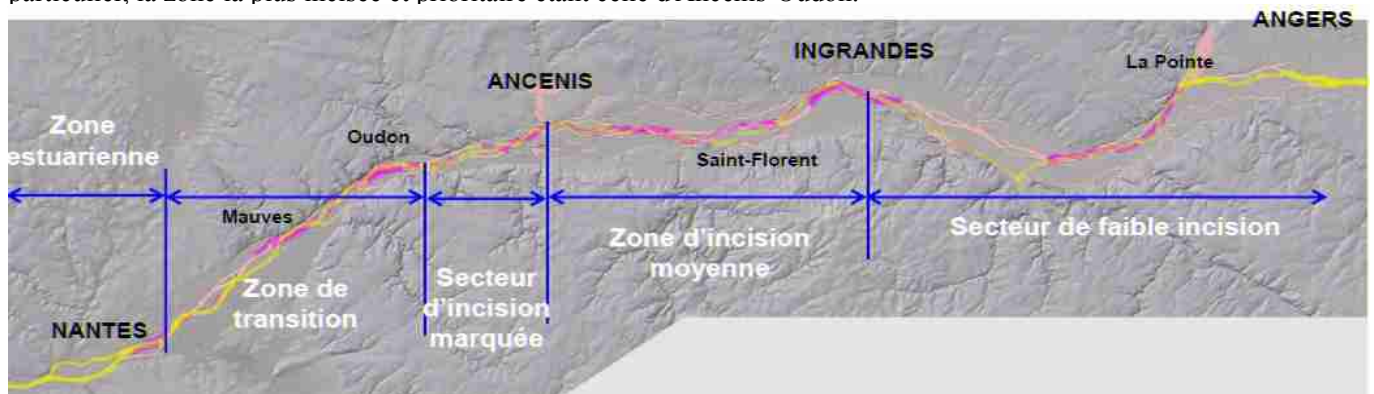 particulier, la zone la plus incisée et prioritaire étant celle d'Ancenis-Oudon.
ANGERS
INGRANDES
La Pointe
ANCENIS
Zone
estuarienne
Oudon
Saint-Florent
Mauves
Zone d'incision
moyenne
Secteur de faible incision
Secteur
d'incision
marquée
Zone de
transition
NANTES